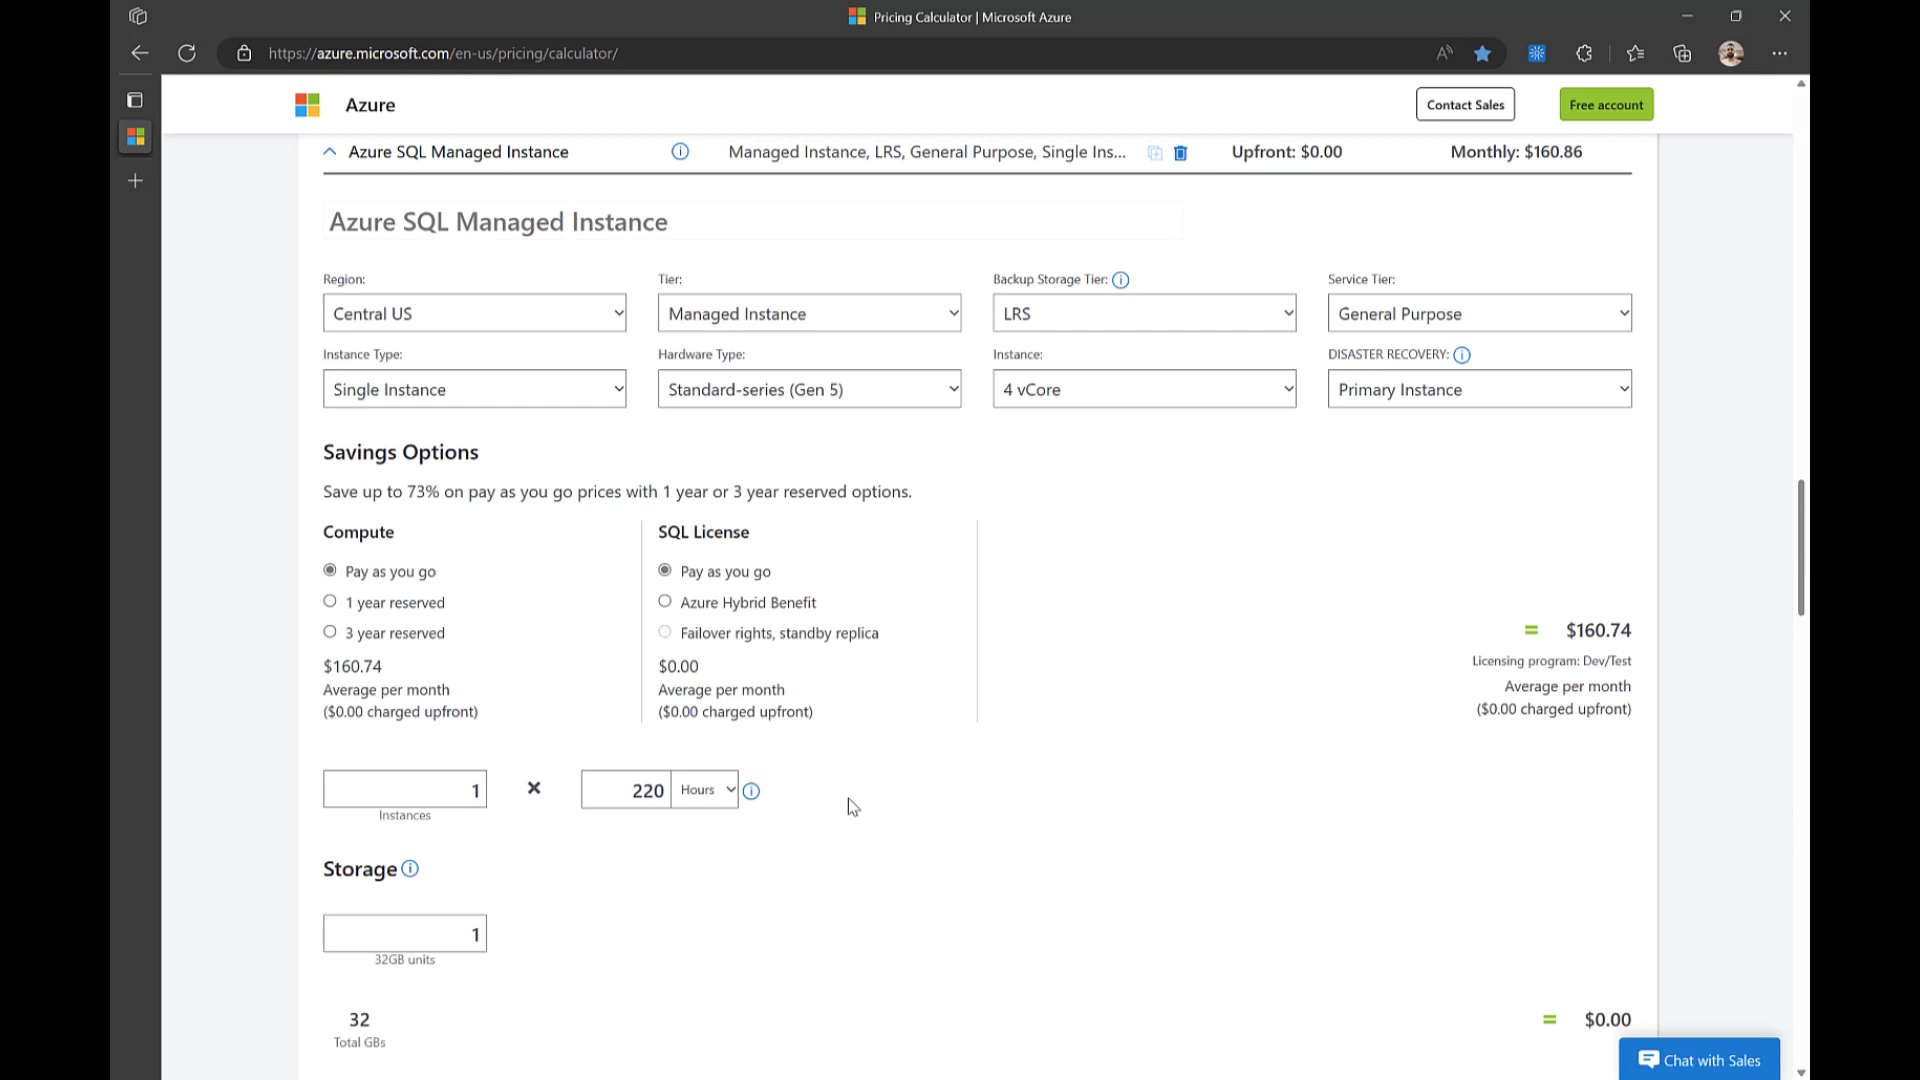 Pricing Calculator | Microsoft Azure
https://azure.microsoft.com/en-us/pricing/calculator/
Azure
Contact Sales
Free account
Azure SQL Managed Instance
Managed Instance, LRS, General Purpose, Single Ins...
Upfront: $0.00
Monthly: $160.86
Azure SQL Managed Instance
Region:
Tier:
Backup Storage Tier:
Service Tier:
Central US
Managed Instance
LRS
General Purpose
Instance Type:
Hardware Type:
Instance:
DISASTER RECOVERY:
Single Instance
Standard-series (Gen 5)
4 vCore
Primary Instance
Savings Options
Save up to 73% on pay as you go prices with 1 year or 3 year reserved options.
Compute
Pay as you go
1 year reserved
3 year reserved
$160.74
Average per month
($0.00 charged upfront)
SQL License
Pay as you go
Azure Hybrid Benefit
Failover rights, standby replica
$0.00
Average per month
($0.00 charged upfront)
= $160.74
Licensing program: Dev/Test
Average per month
($0.00 charged upfront)
1
Instances
×
220
Hours
Storage
1
32GB units
32
Total GBs
= $0.00
Chat with Sales